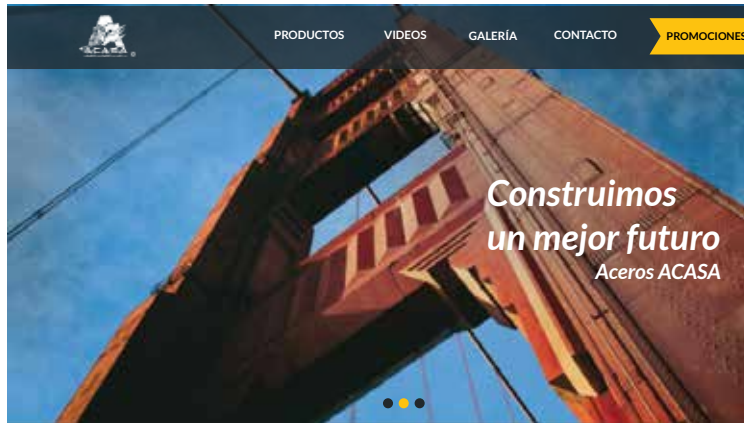 ACASA
PRODUCTOS
VIDEOS
GALERÍA
CONTACTO
PROMOCIONES
Construimos
un mejor futuro
Aceros ACASA